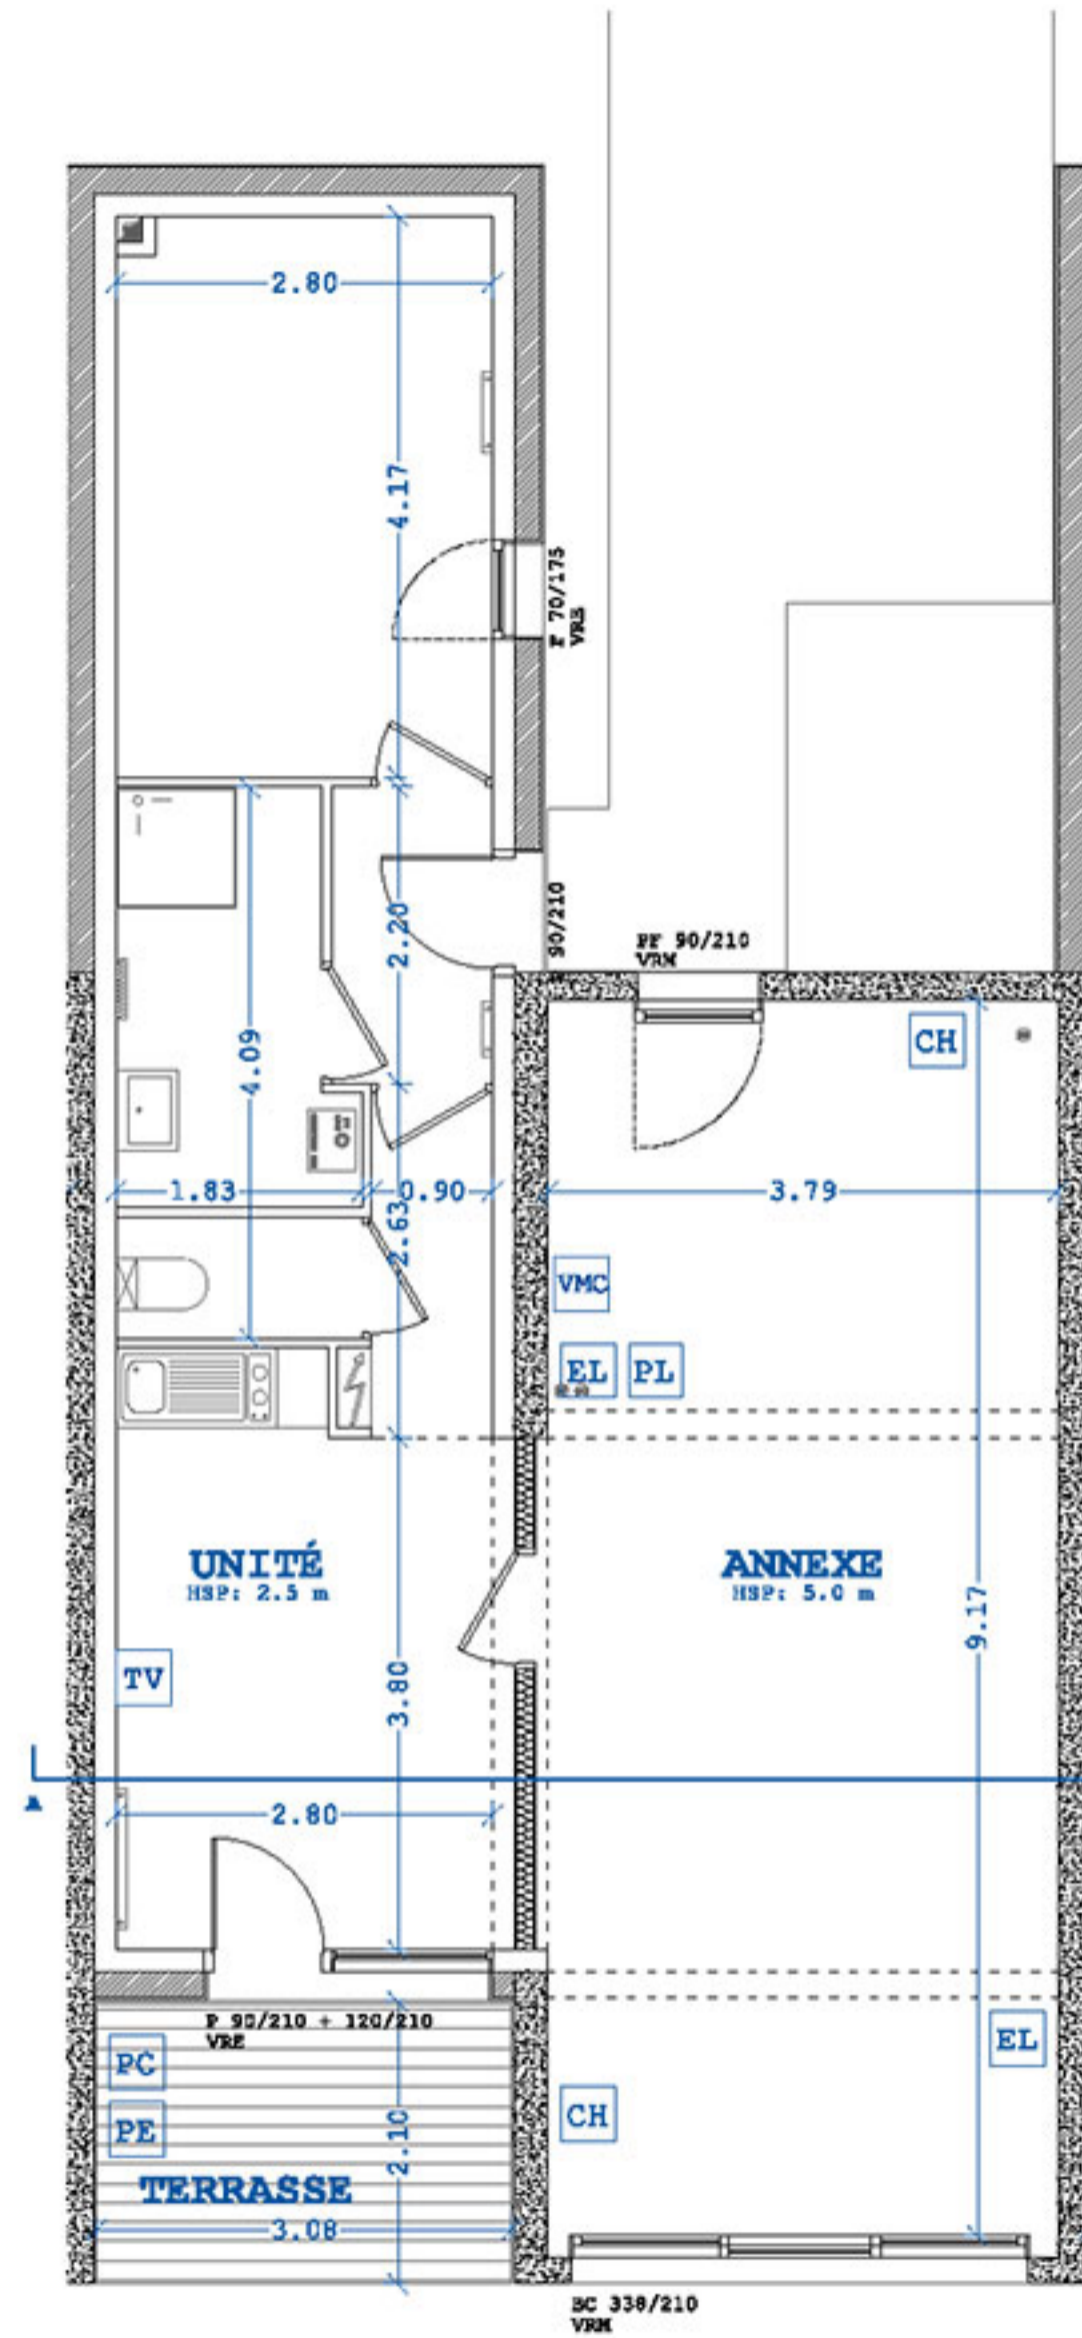 2.80
4.17
F 70/175
VRE
2.20
90/210
PF 90/210
VRM
CH
4.09
1.83
0.90
3.79
2.63
VMC
EL PL
UNITÉ
HSP: 2.5 m
ANNEXE
HSP: 5.0 m
9.17
TV
3.80
A
2.80
P 90/210 + 120/210
VRE
EL
PC
CH
PE
2.10
TERRASSE
3.08
BC 338/210
VRM